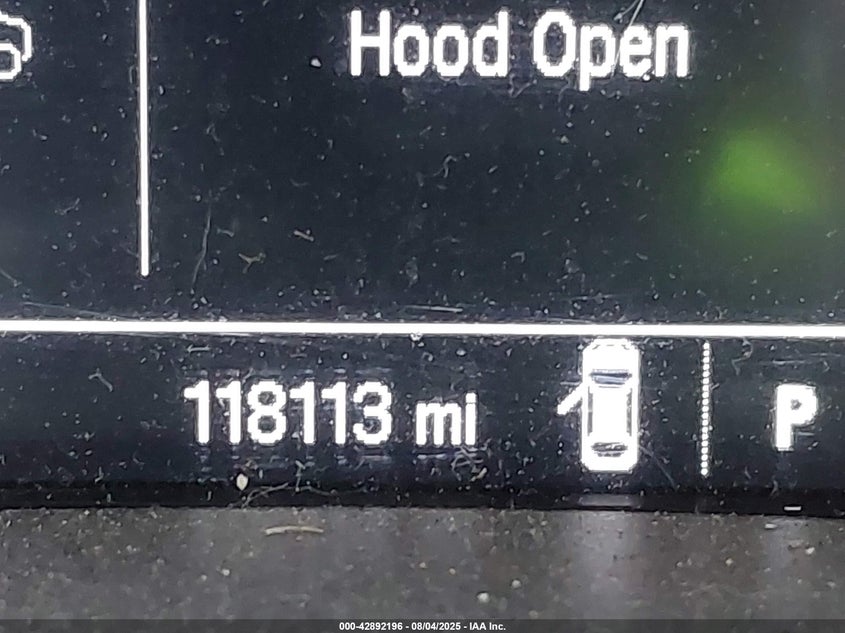 Hood Open
118113 mi
P
000-42892196 - 08/04/2025 - IAA Inc.